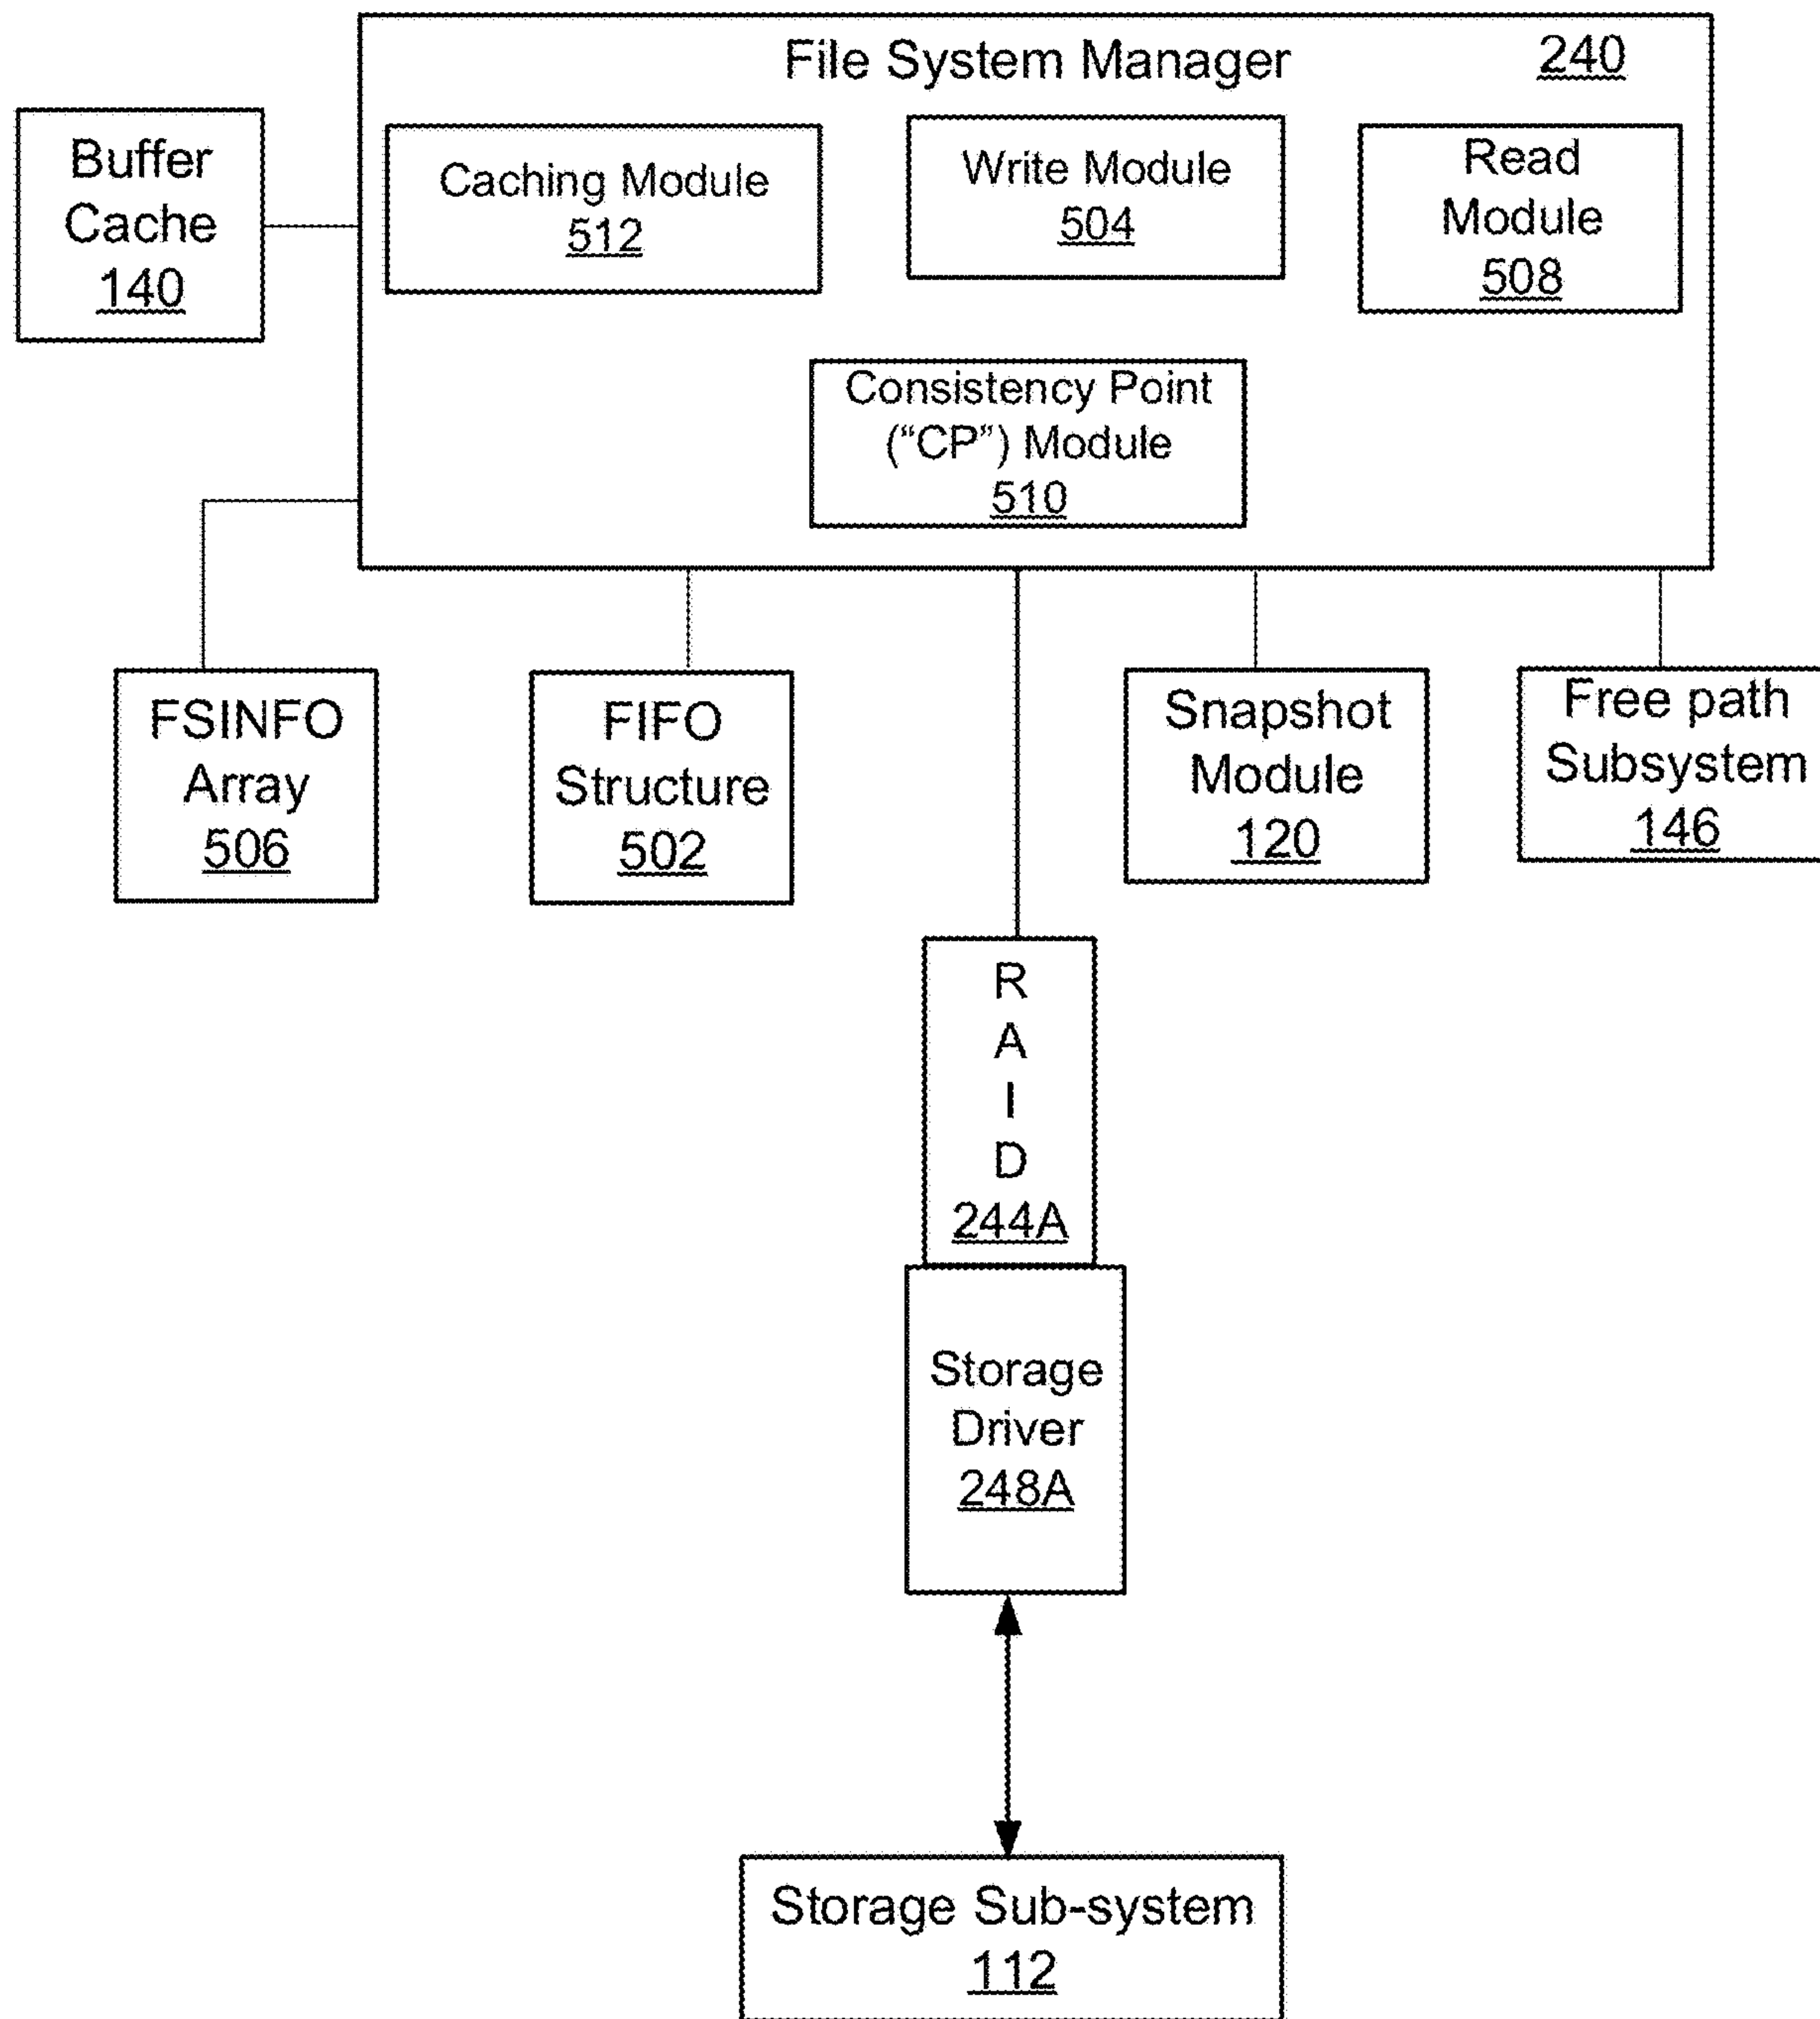 File System Manager
240
Buffer
Cache
140
Caching Module
512
Write Module
504
Read
Module
508
Consistency Point
(“CP”) Module
510
FSINFO
Array
506
FIFO
Structure
502
Snapshot
Module
120
Free path
Subsystem
146
R
A
I
D
244A
Storage
Driver
248A
Storage Sub-system
112